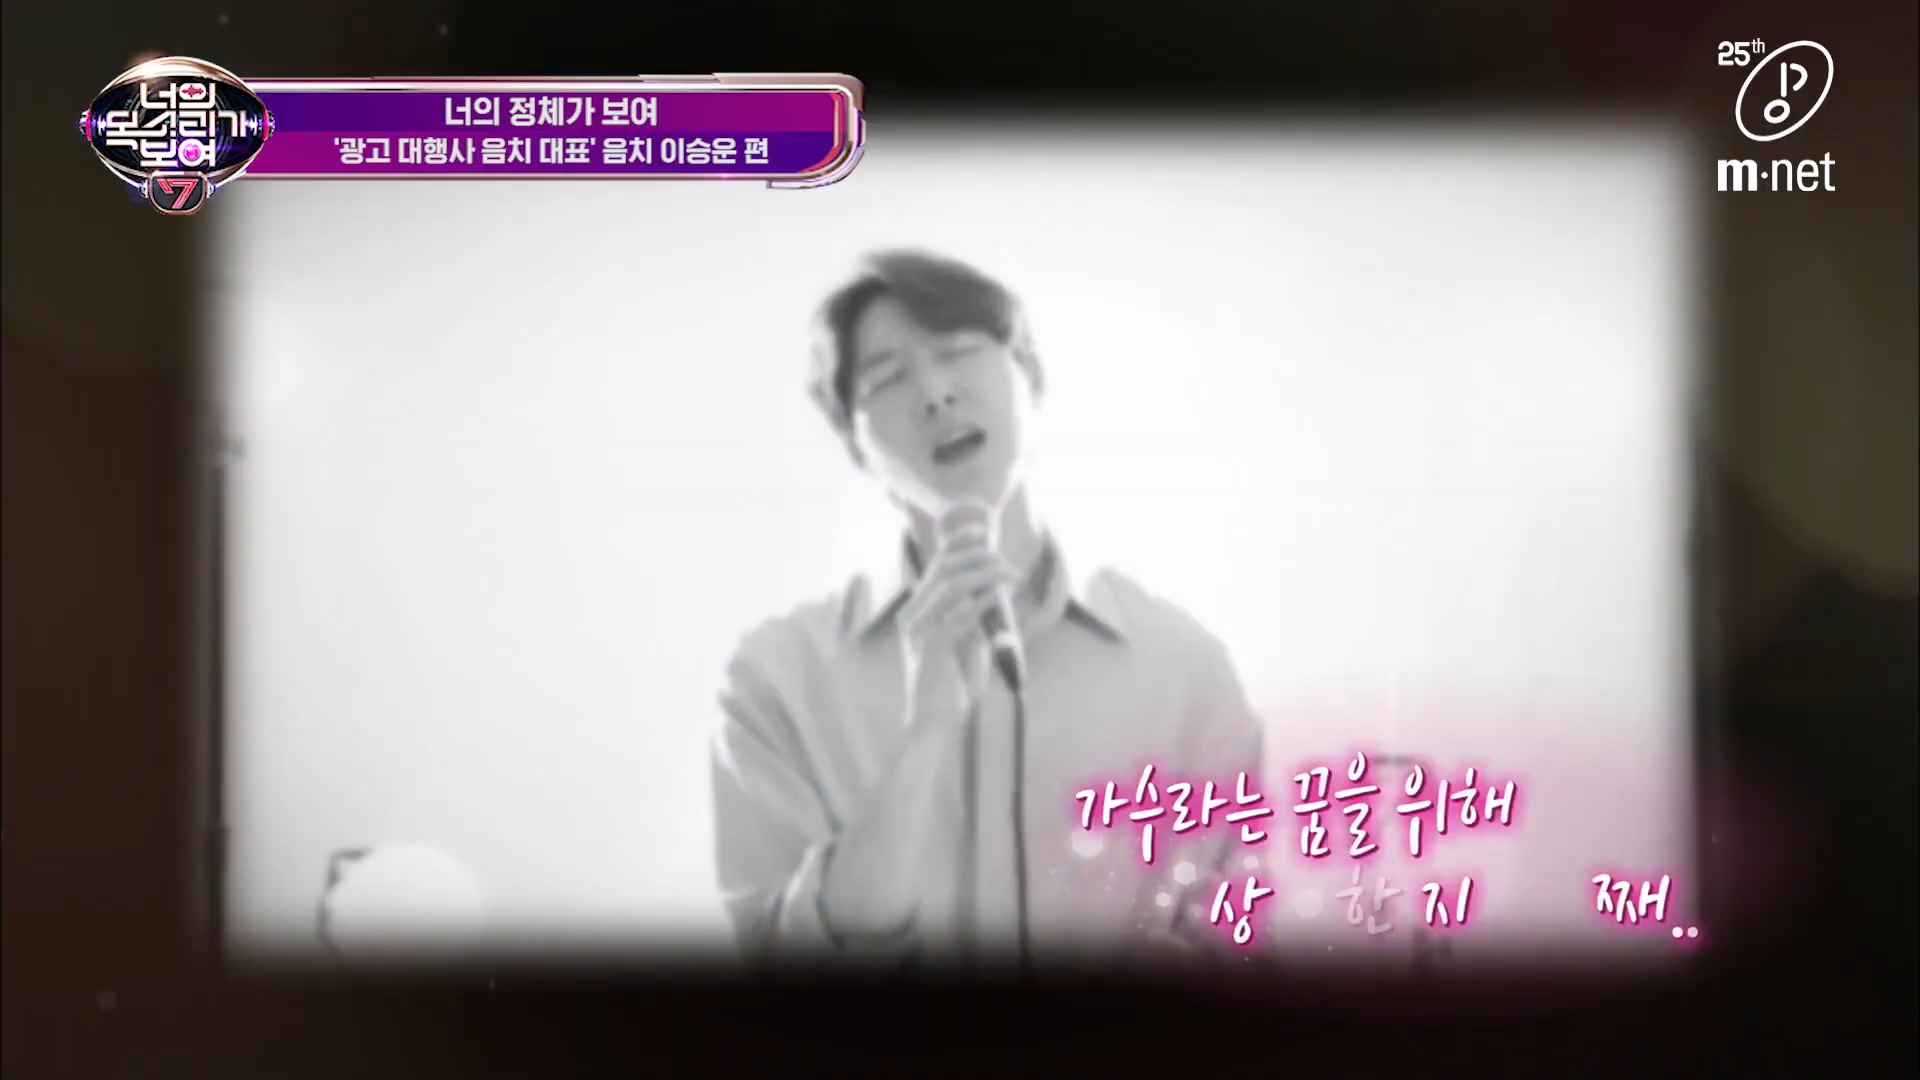 너의
목소리가
보여
7
너의 정체가 보여
'광고 대행사 음치 대표' 음치 이승운 편
25th
m·net
가수라는 꿈을 위해
상 한 지 째..